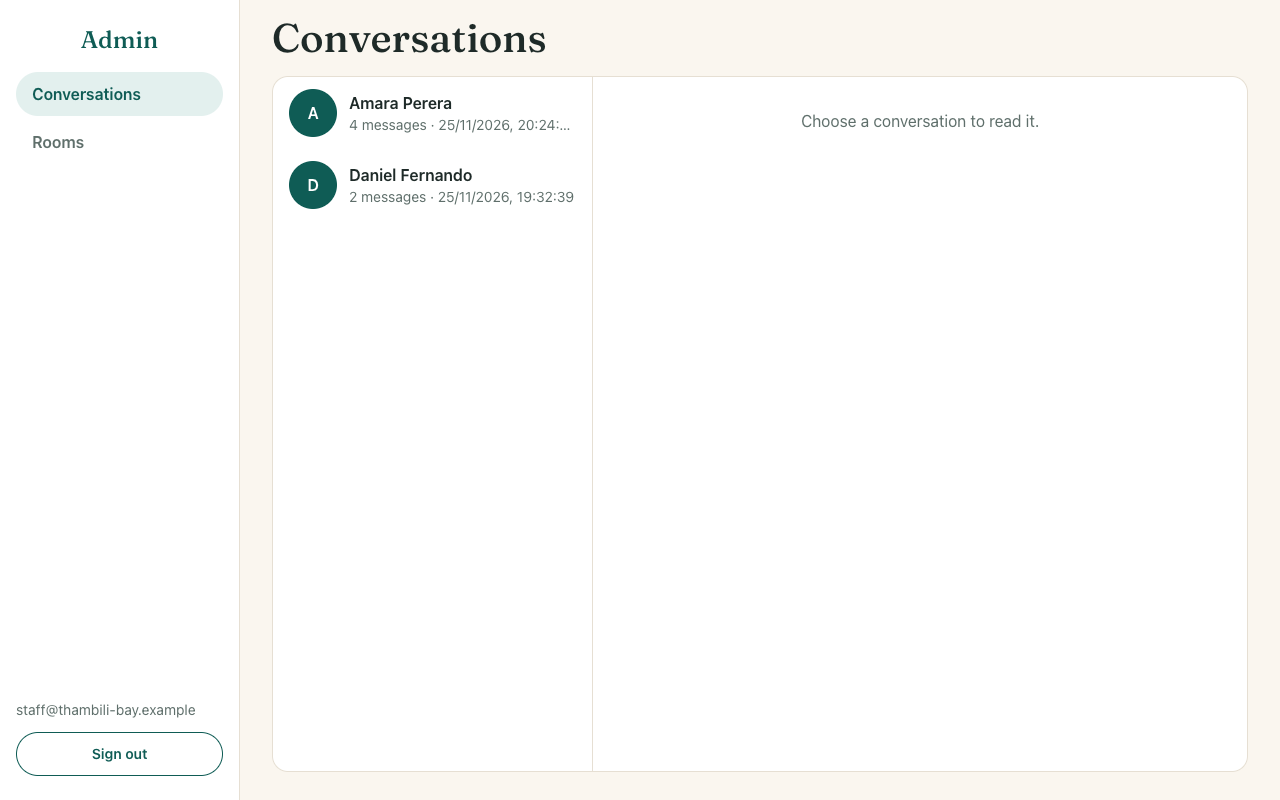 Admin
Conversations
Rooms
staff@thambili-bay.example
Sign out
Conversations
A
Amara Perera
4 messages · 25/11/2026, 20:24:...
D
Daniel Fernando
2 messages · 25/11/2026, 19:32:39
Choose a conversation to read it.